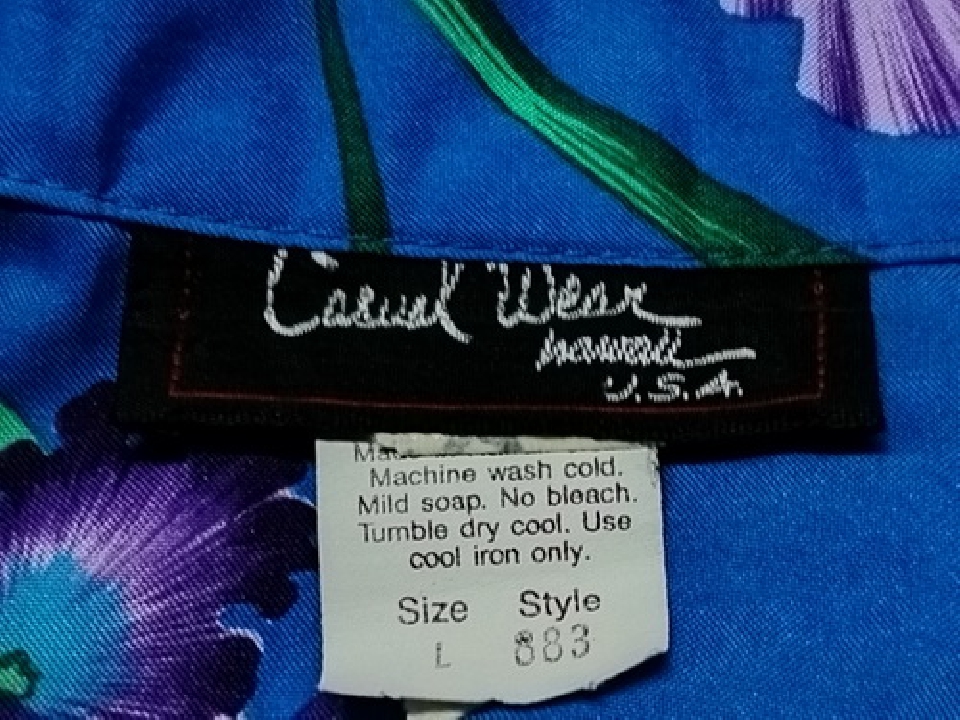 Casual Wear
hawaii
U.S.A.
Machine wash cold.
Mild soap. No bleach.
Tumble dry cool. Use
cool iron only.
Size Style
L 883